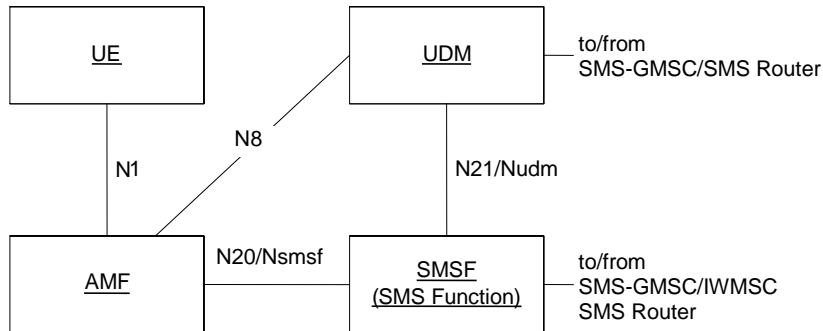 UE
UDM
to/from
SMS-GMSC/SMS Router
N8
N1
N21/Nudm
N20/Nsmsf
AMF
SMSF
(SMS Function)
to/from
SMS-GMSC/IWMSC
SMS Router